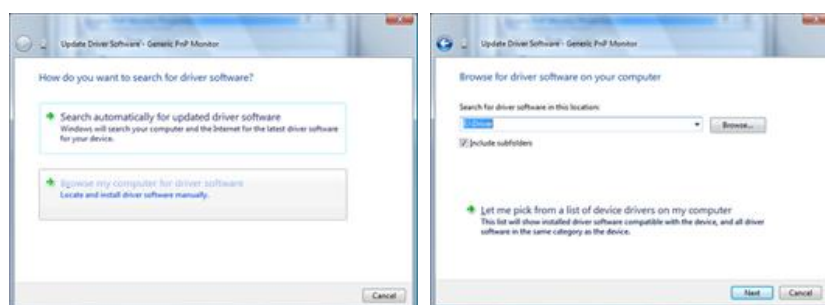 Update Driver Software - Generic PnP Monitor
How do you want to search for driver software?
Search automatically for updated driver software
Windows will search your computer and the Internet for the latest driver software
for your device.
Browse my computer for driver software
Locate and install driver software manually.
Cancel
Update Driver Software - Generic PnP Monitor
Browse for driver software on your computer
Search for driver software in this location:
Browse...
Include subfolders
Let me pick from a list of device drivers on my computer
This list will show installed driver software compatible with the device, and all driver
software in the same category as the device.
Next
Cancel